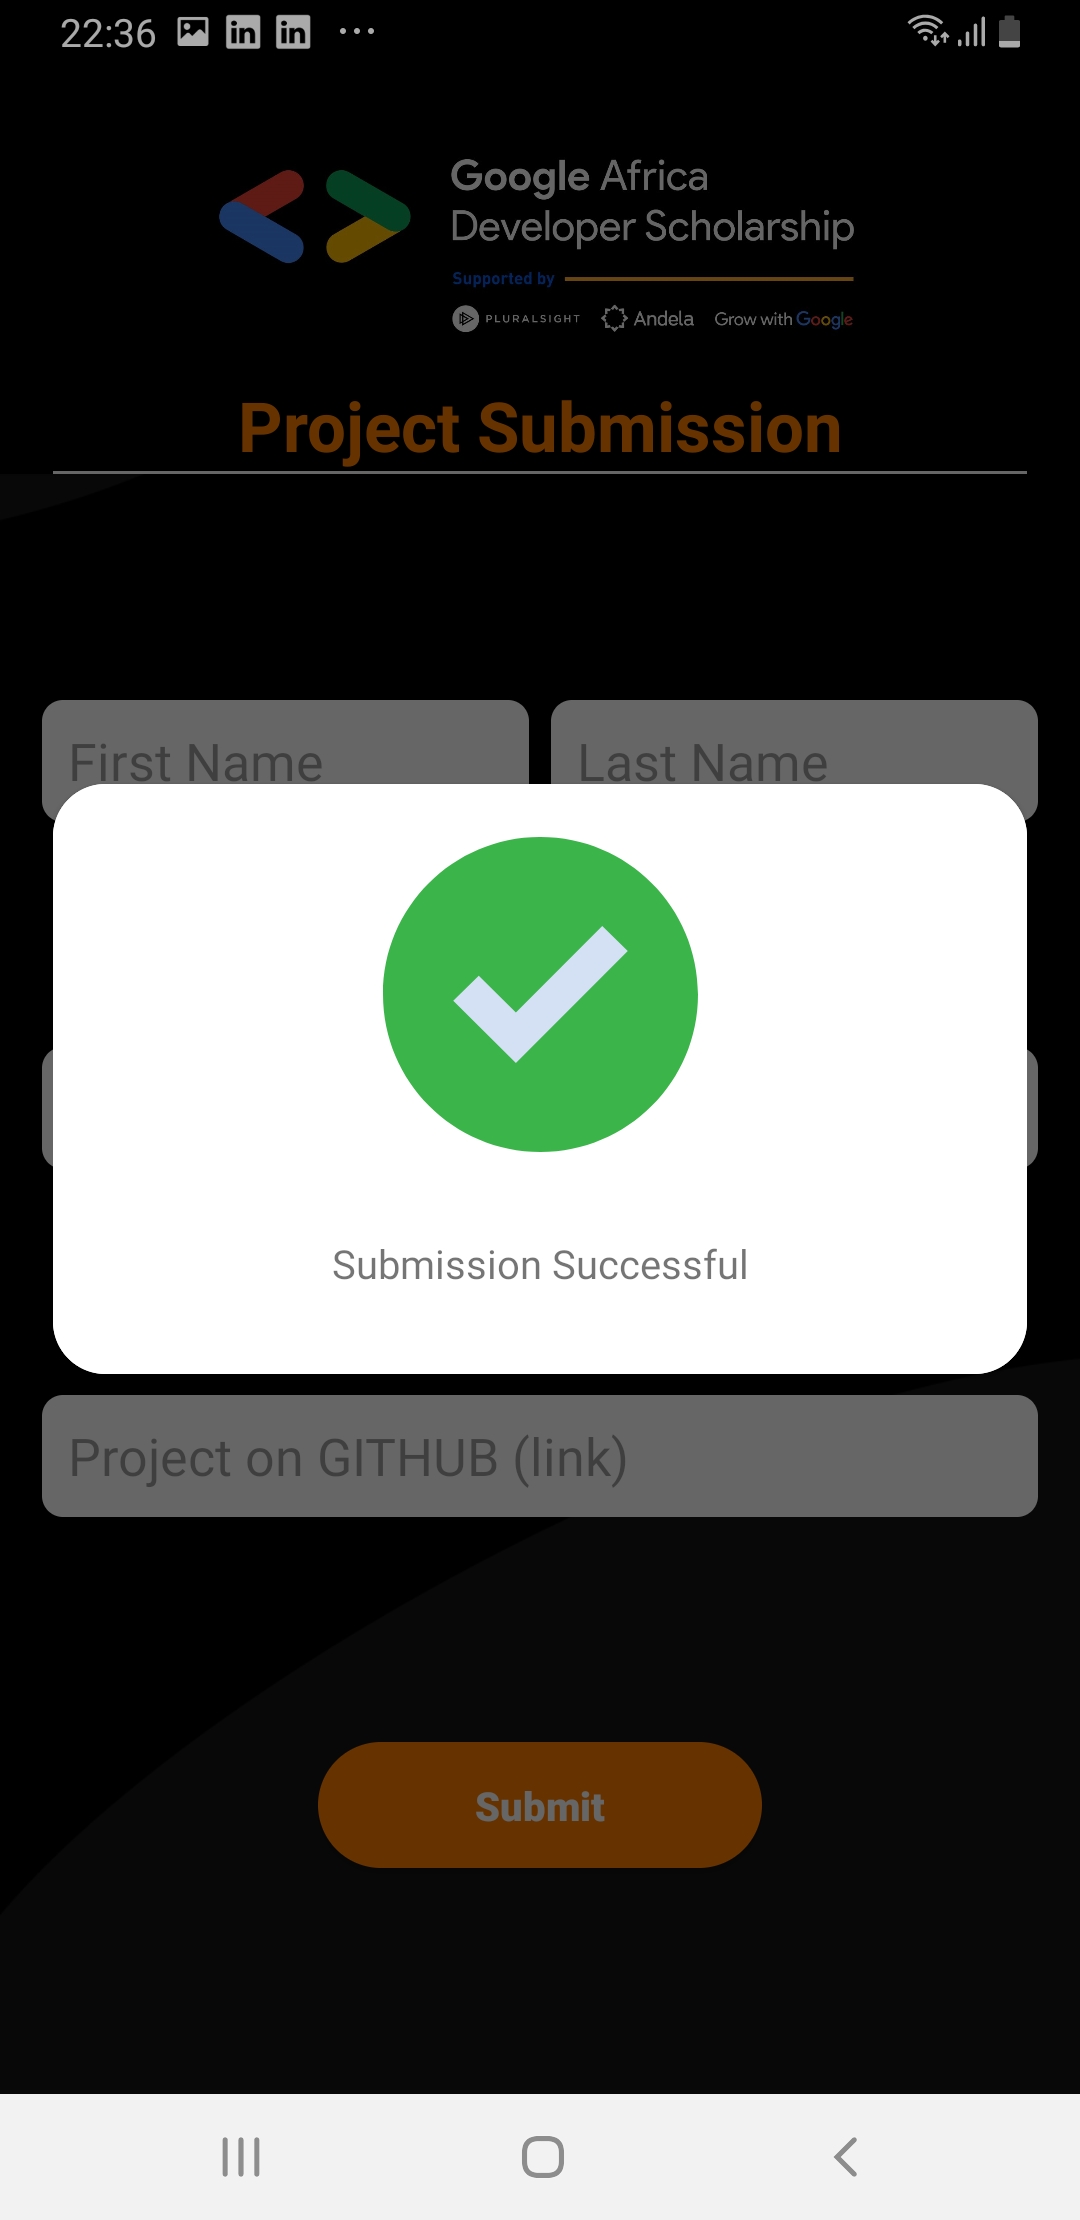 22:36
Google Africa
Developer Scholarship
Supported by
PLURALSIGHT Andela Grow with Google
Project Submission
First Name Last Name
Submission Successful
Project on GITHUB (link)
Submit